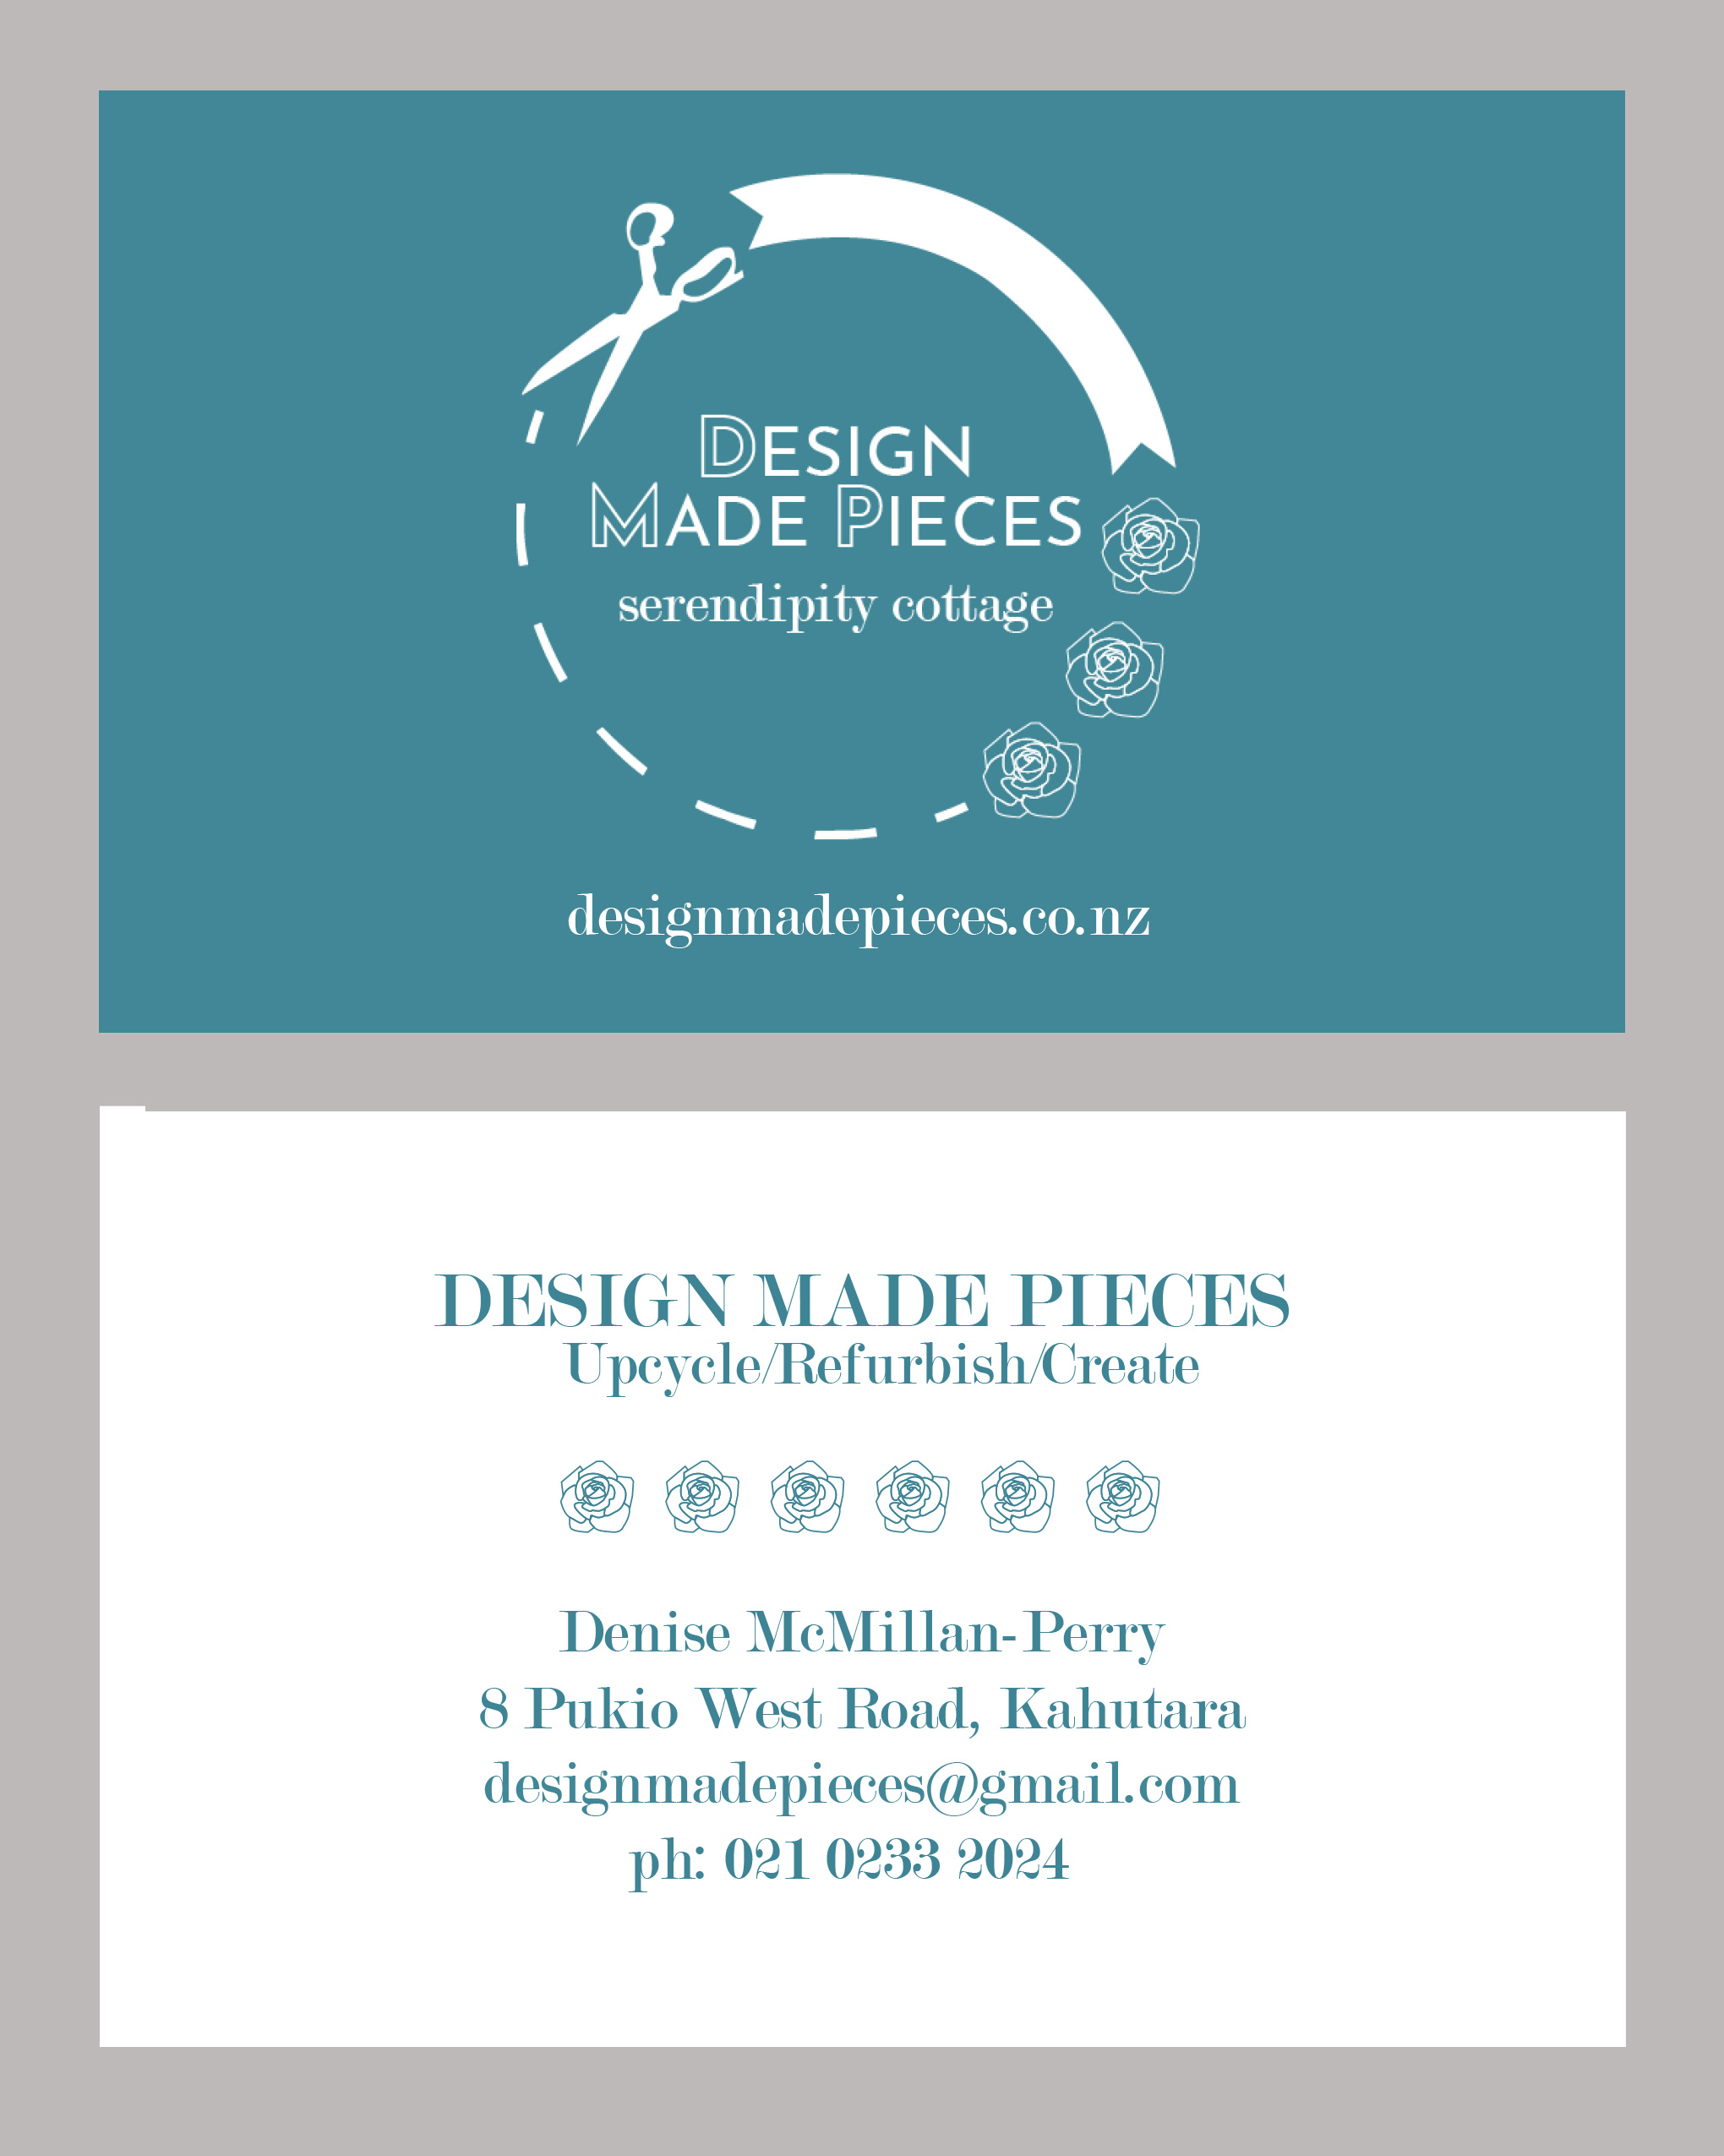 Design
Made Pieces
serendipity cottage
designmadepieces.co.nz
DESIGN MADE PIECES
Upcycle/Refurbish/Create
Denise McMillan-Perry
8 Pukio West Road, Kahutara
designmadepieces@gmail.com
ph: 021 0233 2024